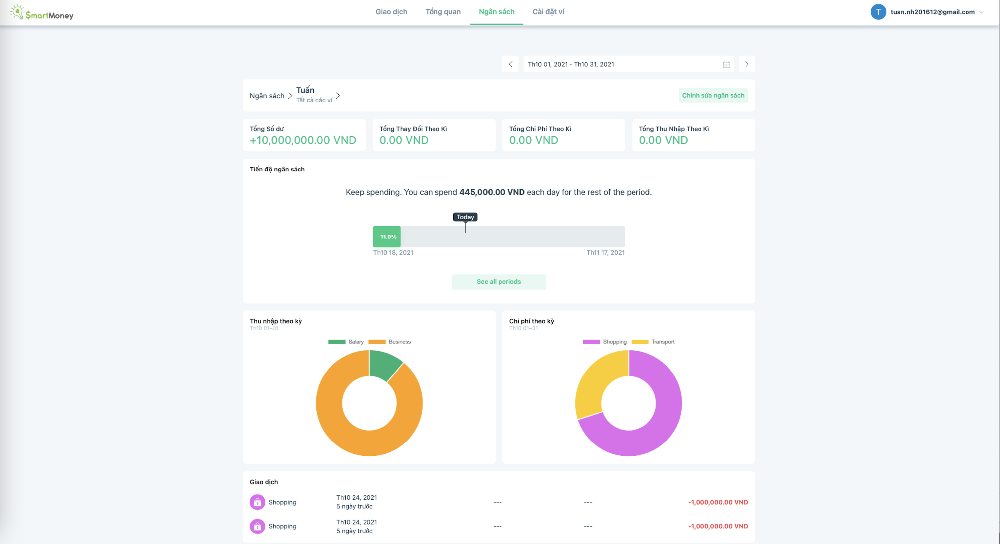 $martMoney
Giao dịch
Tổng quan
Ngân sách
Cài đặt ví
T
tuan.nh201612@gmail.com
Th10 01, 2021 - Th10 31, 2021
Ngân sách
Tuấn
Tất cả các ví
Chỉnh sửa ngân sách
Tổng Số dư
+10,000,000.00 VND
Tổng Thay Đổi Theo Kì
0.00 VND
Tổng Chi Phí Theo Kì
0.00 VND
Tổng Thu Nhập Theo Kì
0.00 VND
Tiến độ ngân sách
Keep spending. You can spend 445,000.00 VND each day for the rest of the period.
Today
11.0%
Th10 18, 2021
Th11 17, 2021
See all periods
Thu nhập theo kỳ
Th10 01–31
Salary
Business
Chi phí theo kỳ
Th10 01–31
Shopping
Transport
Giao dịch
Shopping
Th10 24, 2021
5 ngày trước
---
---
-1,000,000.00 VND
Shopping
Th10 24, 2021
5 ngày trước
---
---
-1,000,000.00 VND